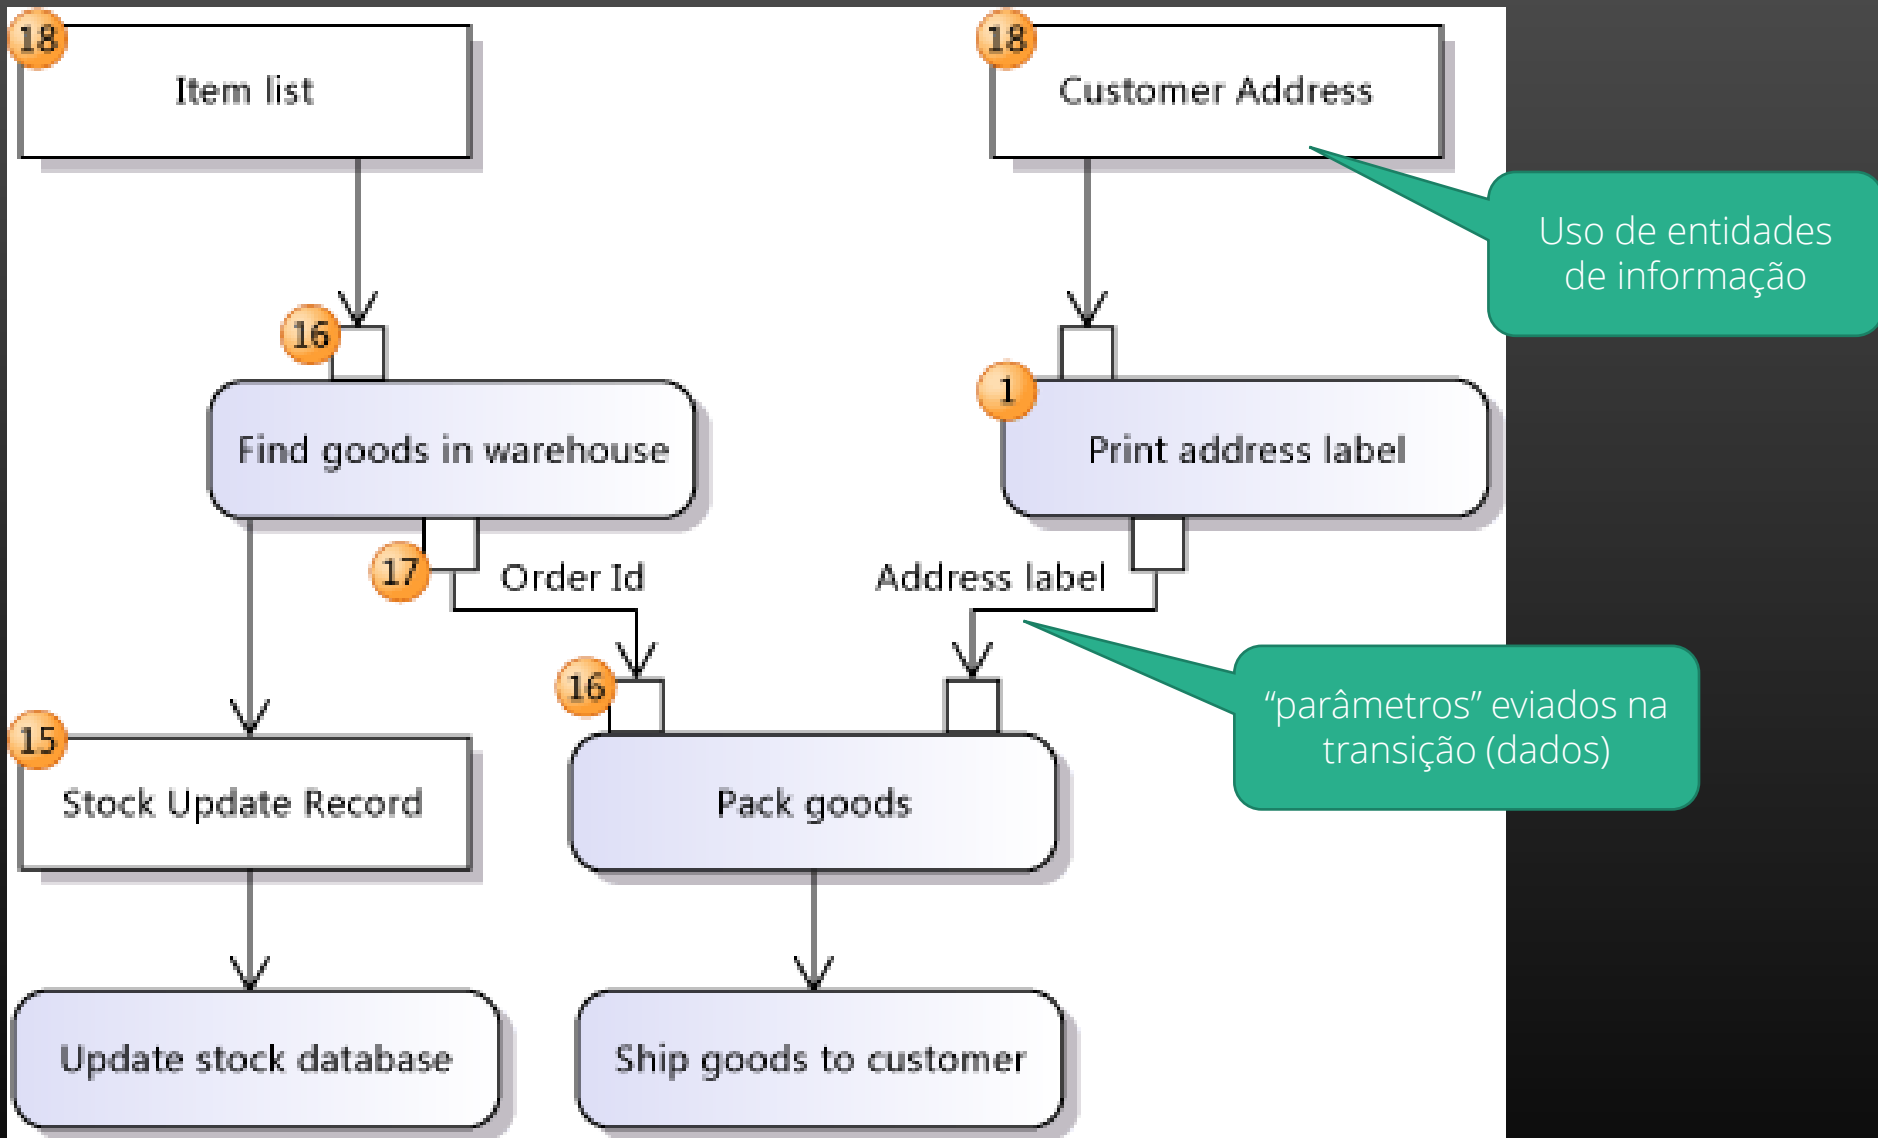 18
Item list
18
Customer Address
Uso de entidades
de informação
16
1
Find goods in warehouse
Print address label
17
Order Id
Address label
16
“parâmetros” eviados na
transição (dados)
15
Stock Update Record
Pack goods
Update stock database
Ship goods to customer